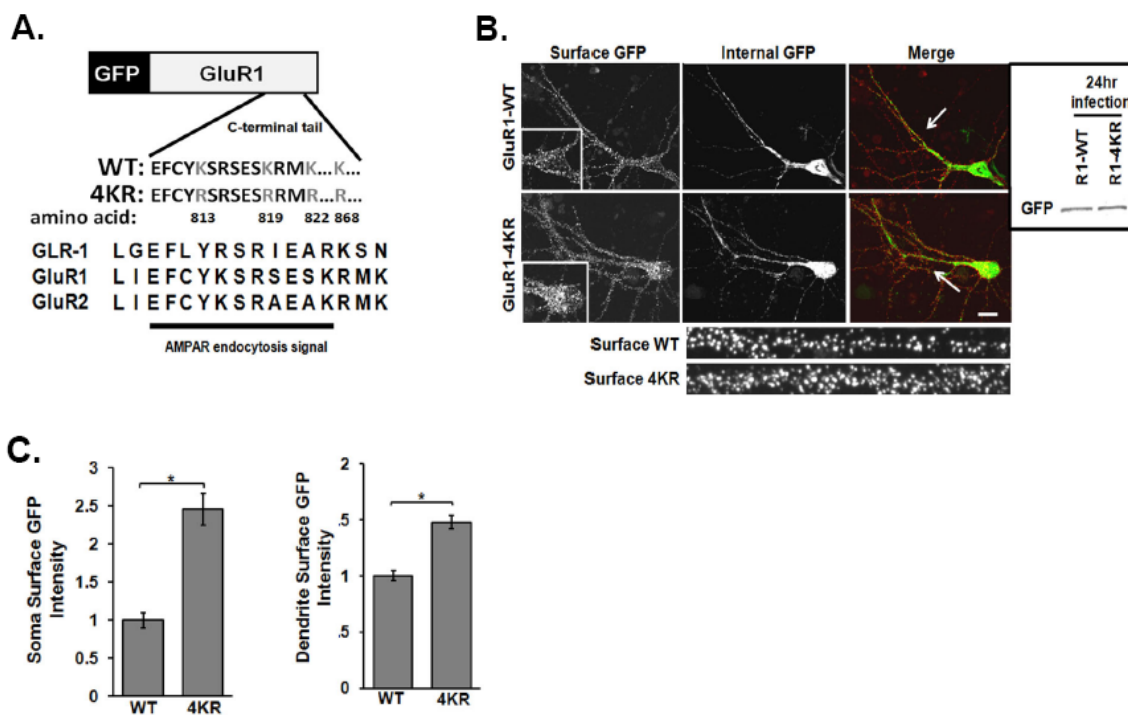 A.
GFP GluR1
C-terminal tail
WT: EFCYKSRSESKRMK...K...
4KR: EFCYRSRSESRRMR...R...
amino acid: 813 819 822 868
GLR-1 L G E F L Y R S R I E A R K S N
GluR1 L I E F C Y K S R S E S K R M K
GluR2 L I E F C Y K S R A E A K R M K
AMPAR endocytosis signal
B.
Surface GFP Internal GFP Merge
GluR1-WT
GluR1-4KR
24hr
infection
R1-WT
R1-4KR
GFP
Surface WT
Surface 4KR
C.
Soma Surface GFP
Intensity
3
2.5
2
1.5
1
0.5
0
*
WT 4KR
Dendrite Surface GFP
Intensity
2
.5
1
.5
0
*
WT 4KR